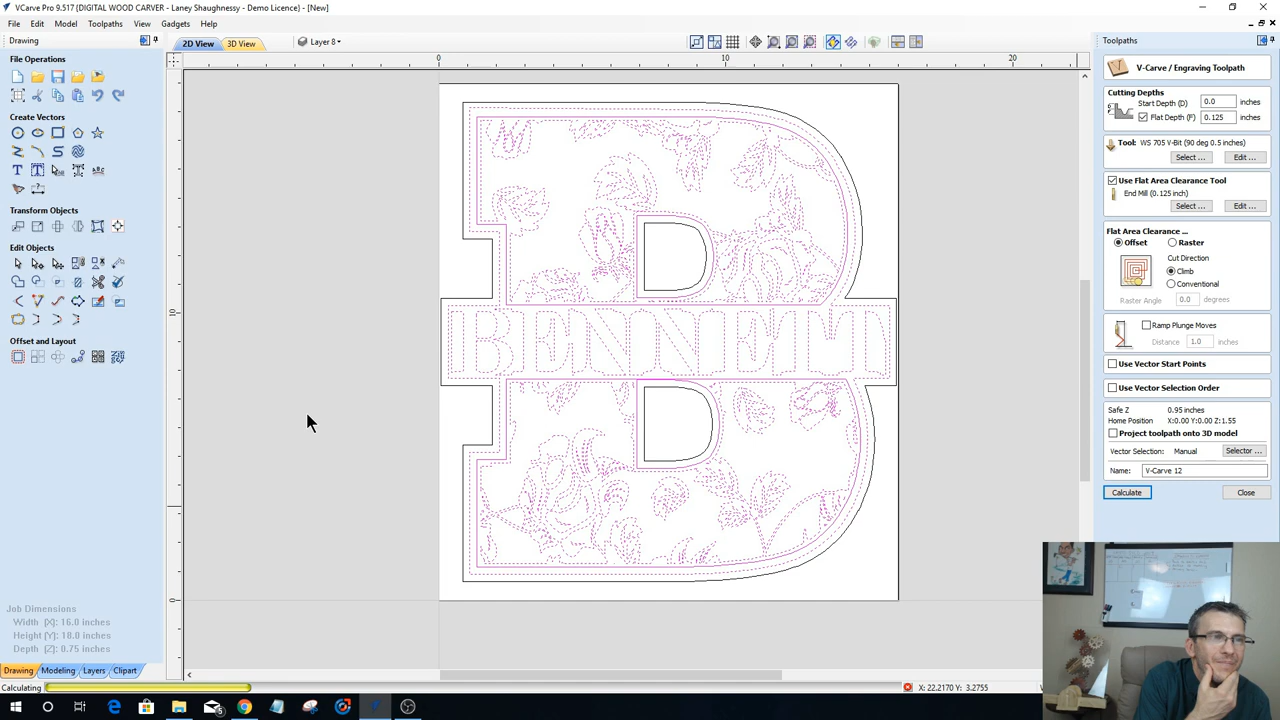 VCarve Pro 9.517 {DIGITAL WOOD CARVER - Laney Shaughnessy - Demo Licence} - [New]
File Edit Model Toolpaths View Gadgets Help
Drawing
File Operations
Create Vectors
Transform Objects
Edit Objects
Offset and Layout
Job Dimensions
Width (X): 16.0 inches
Height (Y): 18.0 inches
Depth (Z): 0.75 inches
Drawing Modeling Layers Clipart
Calculating
2D View 3D View Layer 8
0 10 20
10
0
BENNETT
X: 22.2170 Y: 3.2755
Toolpaths
V-Carve / Engraving Toolpath
Cutting Depths
Start Depth (D) 0.0 inches
Flat Depth (F) 0.125 inches
Tool: WS 705 V-Bit (90 deg 0.5 inches)
Select ... Edit ...
Use Flat Area Clearance Tool
End Mill (0.125 inch)
Select ... Edit ...
Flat Area Clearance ...
Offset Raster
Cut Direction
Climb
Conventional
Raster Angle 0.0 degrees
Ramp Plunge Moves
Distance 1.0 inches
Use Vector Start Points
Use Vector Selection Order
Safe Z 0.95 inches
Home Position X:0.00 Y:0.00 Z:1.55
Project toolpath onto 3D model
Vector Selection: Manual Selector ...
Name: V-Carve 12
Calculate Close